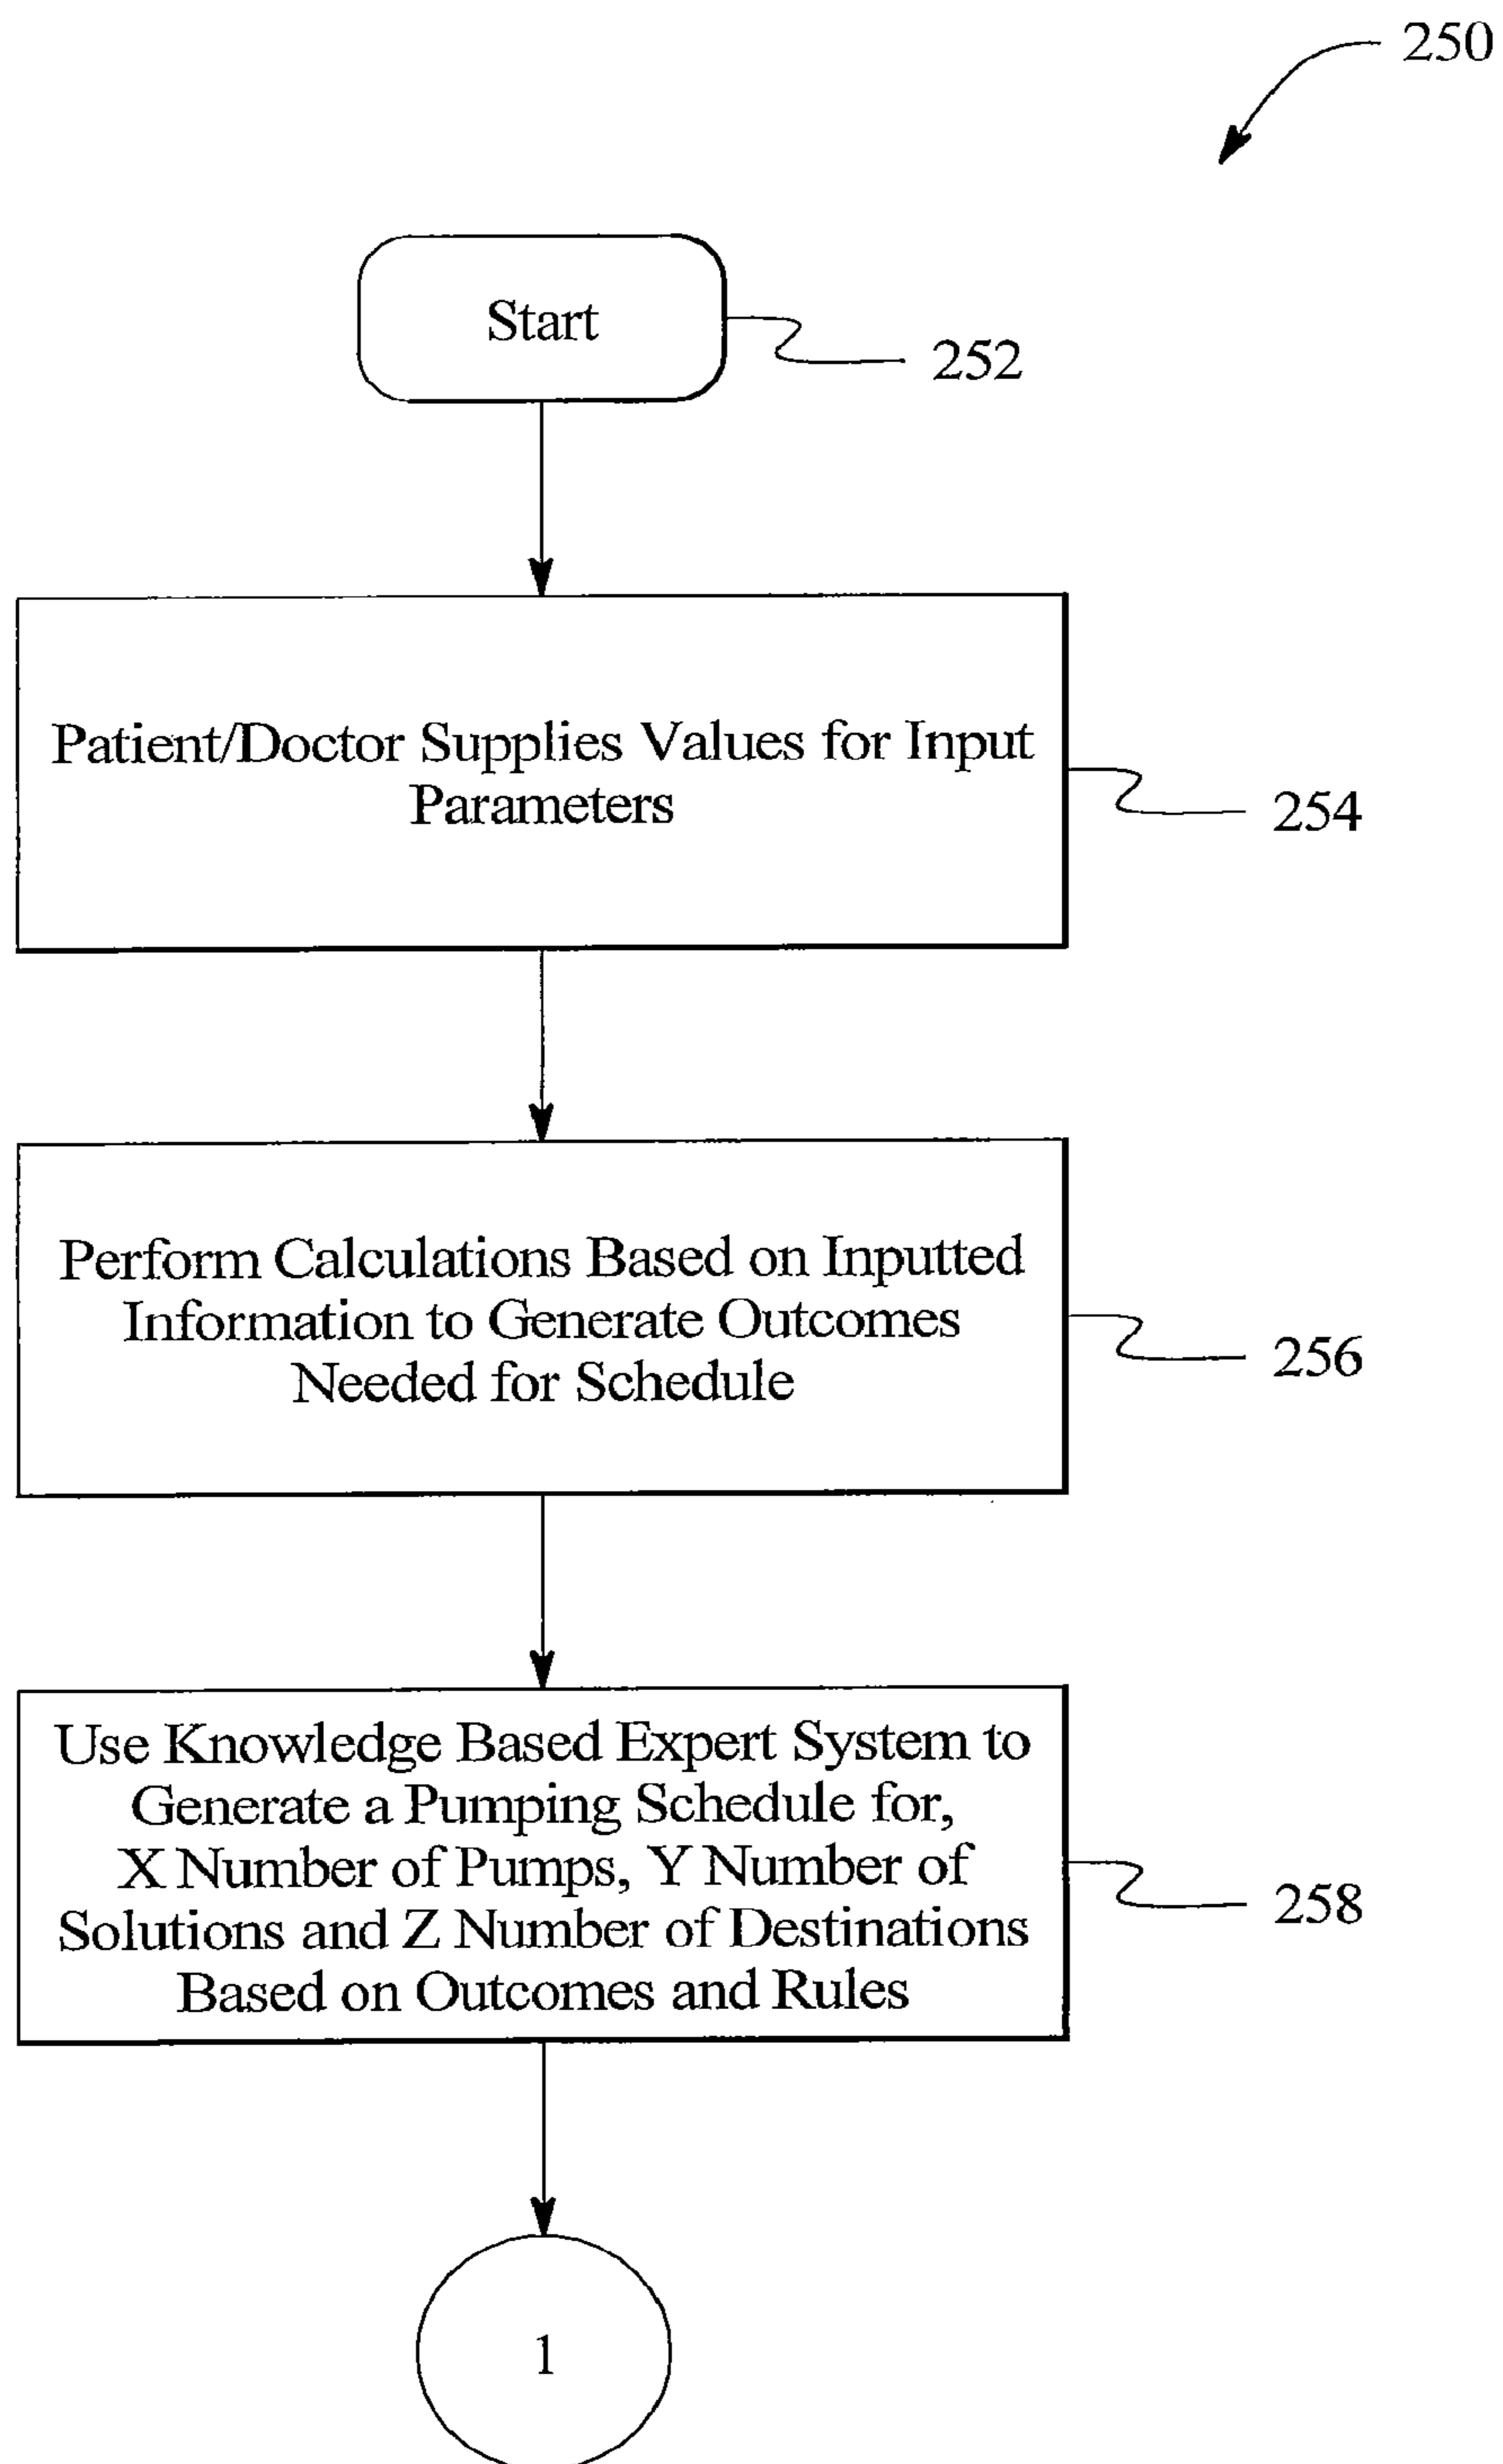 250
Start
252
Patient/Doctor Supplies Values for Input
Parameters
254
Perform Calculations Based on Inputted
Information to Generate Outcomes
Needed for Schedule
256
Use Knowledge Based Expert System to
Generate a Pumping Schedule for,
X Number of Pumps, Y Number of
Solutions and Z Number of Destinations
Based on Outcomes and Rules
258
1